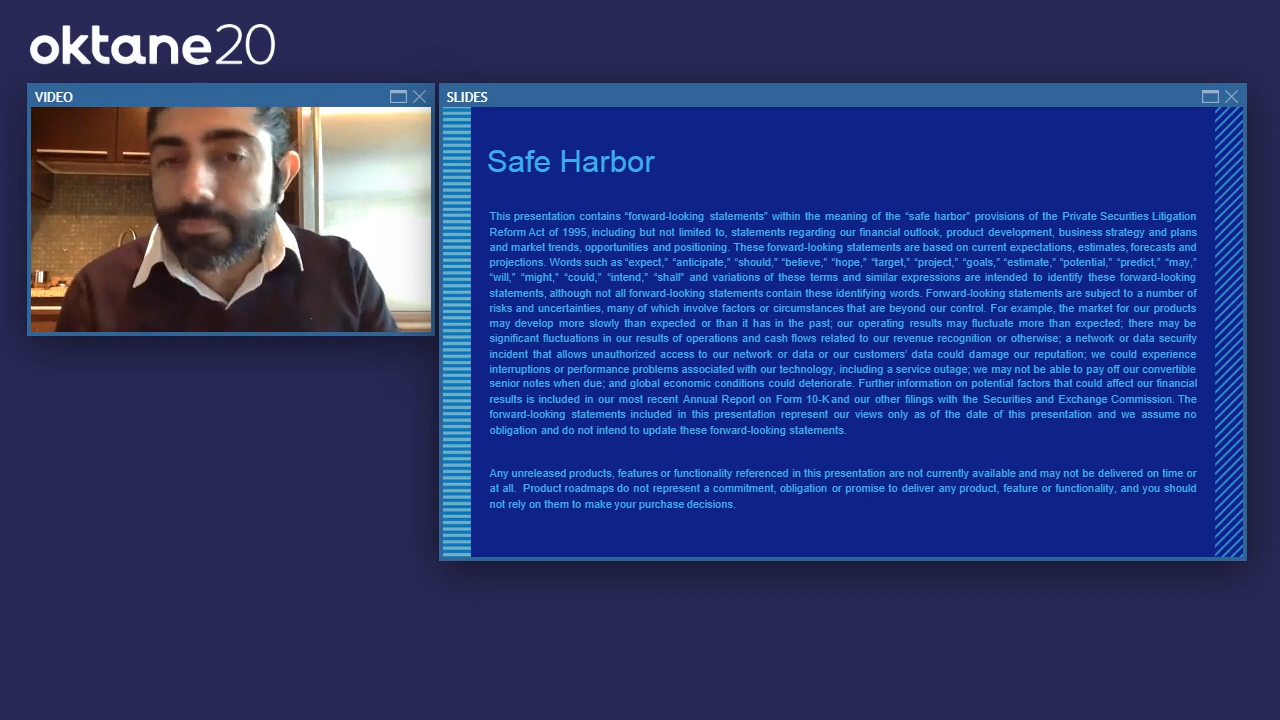 oktane20
VIDEO
SLIDES
Safe Harbor
This presentation contains “forward-looking statements” within the meaning of the “safe harbor” provisions of the Private Securities Litigation
Reform Act of 1995, including but not limited to, statements regarding our financial outlook, product development, business strategy and plans
and market trends, opportunities and positioning. These forward-looking statements are based on current expectations, estimates, forecasts and
projections. Words such as “expect,” “anticipate,” “should,” “believe,” “hope,” “target,” “project,” “goals,” “estimate,” “potential,” “predict,” “may,”
“will,” “might,” “could,” “intend,” “shall” and variations of these terms and similar expressions are intended to identify these forward-looking
statements, although not all forward-looking statements contain these identifying words. Forward-looking statements are subject to a number of
risks and uncertainties, many of which involve factors or circumstances that are beyond our control. For example, the market for our products
may develop more slowly than expected or than it has in the past; our operating results may fluctuate more than expected; there may be
significant fluctuations in our results of operations and cash flows related to our revenue recognition or otherwise; a network or data security
incident that allows unauthorized access to our network or data or our customers’ data could damage our reputation; we could experience
interruptions or performance problems associated with our technology, including a service outage; we may not be able to pay off our convertible
senior notes when due; and global economic conditions could deteriorate. Further information on potential factors that could affect our financial
results is included in our most recent Annual Report on Form 10-K and our other filings with the Securities and Exchange Commission. The
forward-looking statements included in this presentation represent our views only as of the date of this presentation and we assume no
obligation and do not intend to update these forward-looking statements.
Any unreleased products, features or functionality referenced in this presentation are not currently available and may not be delivered on time or
at all. Product roadmaps do not represent a commitment, obligation or promise to deliver any product, feature or functionality, and you should
not rely on them to make your purchase decisions.